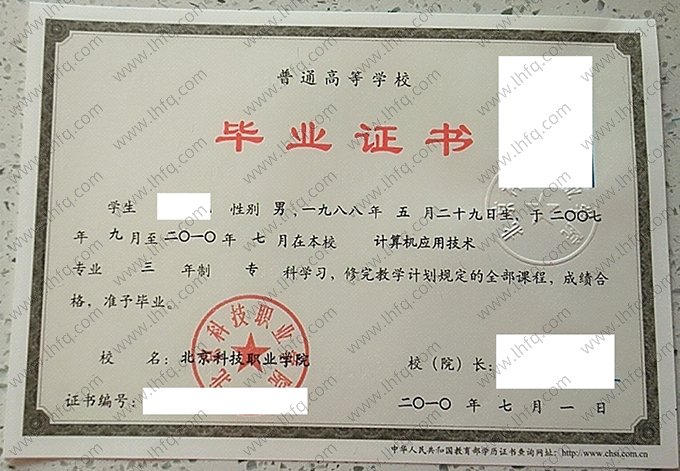 普通高等学校
毕业证书
学生 性别 男，一九八八年 五 月二十九日生，于二〇〇七
年 九 月至二〇一〇年 七 月在本校 计算机应用技术
专业 三 年制 专 科学习，修完教学计划规定的全部课程，成绩合
格，准予毕业。
校 名：北京科技职业学院
校（院）长：
证书编号：
二〇一〇 年 七 月 一 日
中华人民共和国教育部学历证书查询网址：http://www.chsi.com.cn
www.lhfq.com